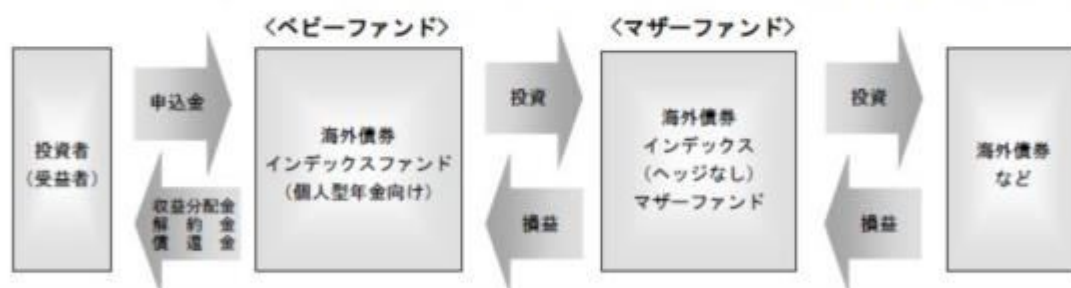 〈ベビーファンド〉
〈マザーファンド〉
投資者
(受益者)
申込金
収益分配金
解約金
償還金
海外債券
インデックスファンド
(個人型年金向け)
投資
損益
海外債券
インデックス
(ヘッジなし)
マザーファンド
投資
損益
海外債券
など